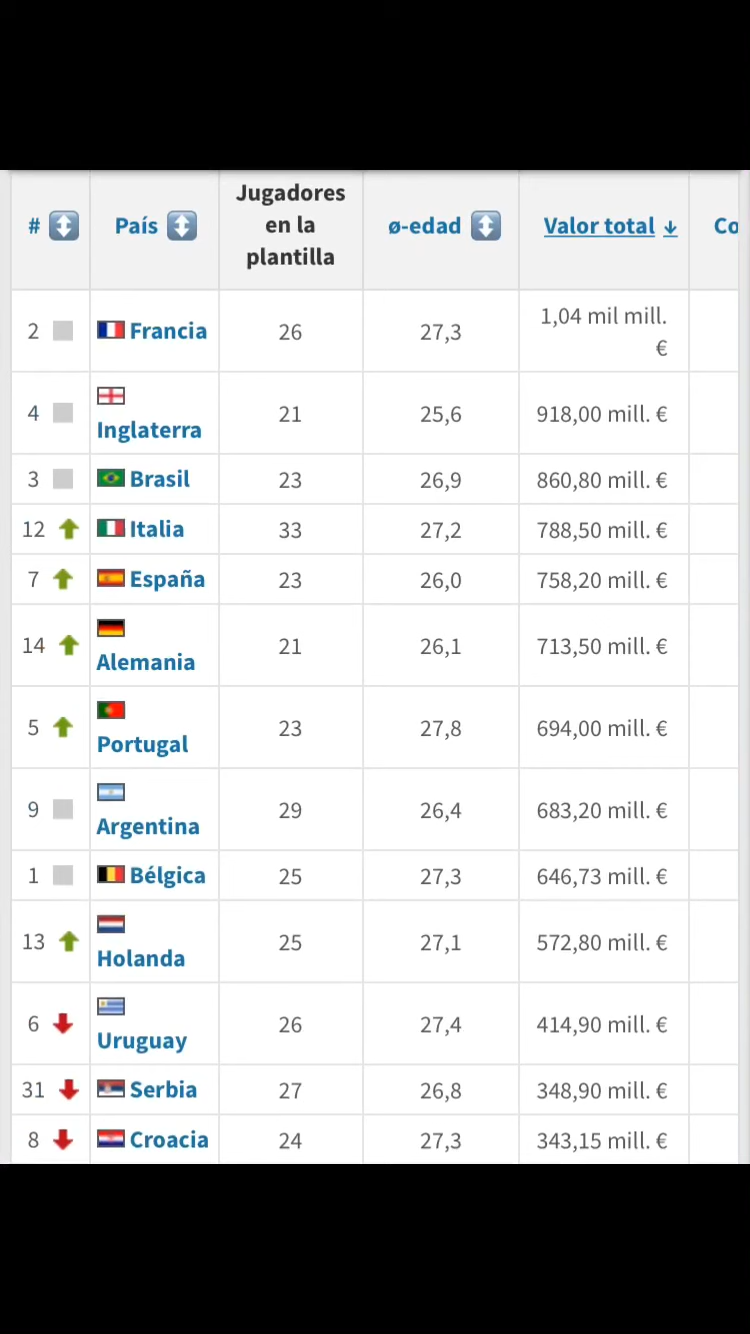 # País Jugadores en la plantilla ø-edad Valor total ↓ Co
2 Francia 26 27,3 1,04 mil mill. €
4 Inglaterra 21 25,6 918,00 mill. €
3 Brasil 23 26,9 860,80 mill. €
12 Italia 33 27,2 788,50 mill. €
7 España 23 26,0 758,20 mill. €
14 Alemania 21 26,1 713,50 mill. €
5 Portugal 23 27,8 694,00 mill. €
9 Argentina 29 26,4 683,20 mill. €
1 Bélgica 25 27,3 646,73 mill. €
13 Holanda 25 27,1 572,80 mill. €
6 Uruguay 26 27,4 414,90 mill. €
31 Serbia 27 26,8 348,90 mill. €
8 Croacia 24 27,3 343,15 mill. €